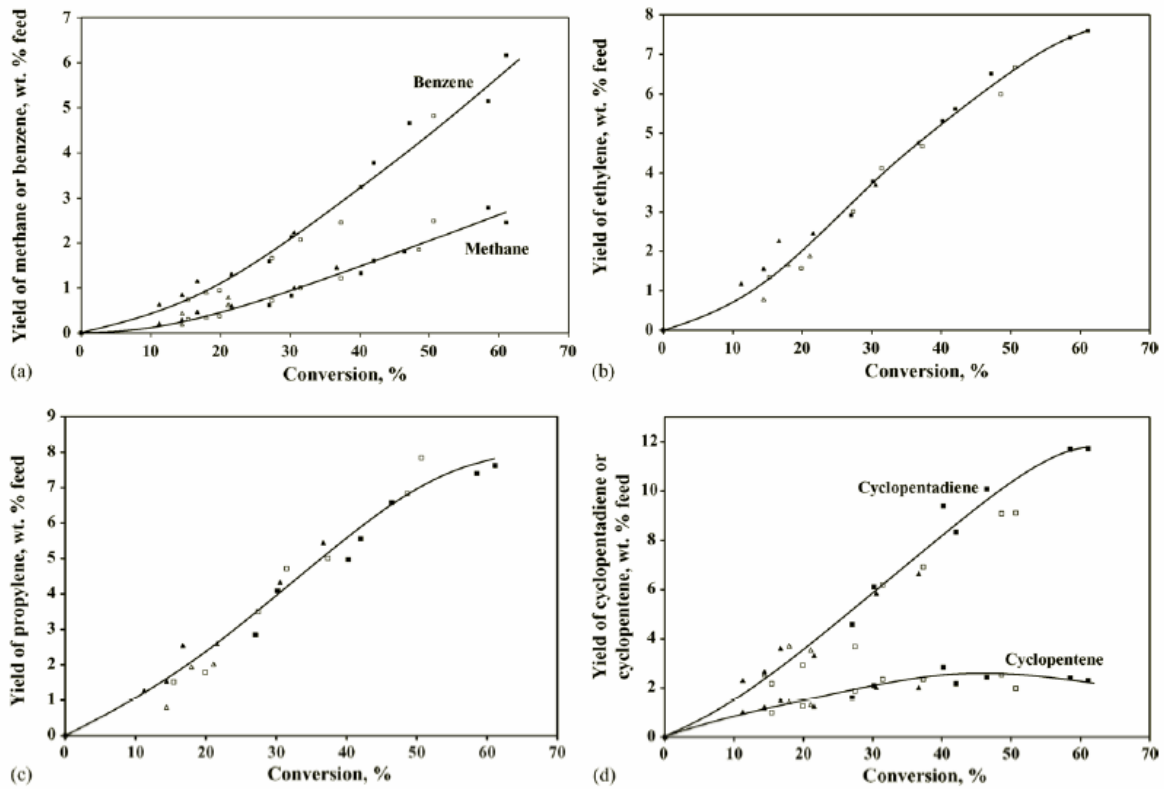 Yield of methane or benzene, wt. % feed
7
6
5
4
3
2
1
0
Benzene
Methane
0 10 20 30 40 50 60 70
(a)
Conversion, %
Yield of ethylene, wt. % feed
8
7
6
5
4
3
2
1
0
0 10 20 30 40 50 60 70
(b)
Conversion, %
Yield of propylene, wt. % feed
9
8
7
6
5
4
3
2
1
0
0 10 20 30 40 50 60 70
(c)
Conversion, %
Yield of cyclopentadiene or
cyclopentene, wt. % feed
12
10
8
6
4
2
0
Cyclopentadiene
Cyclopentene
0 10 20 30 40 50 60 70
(d)
Conversion, %